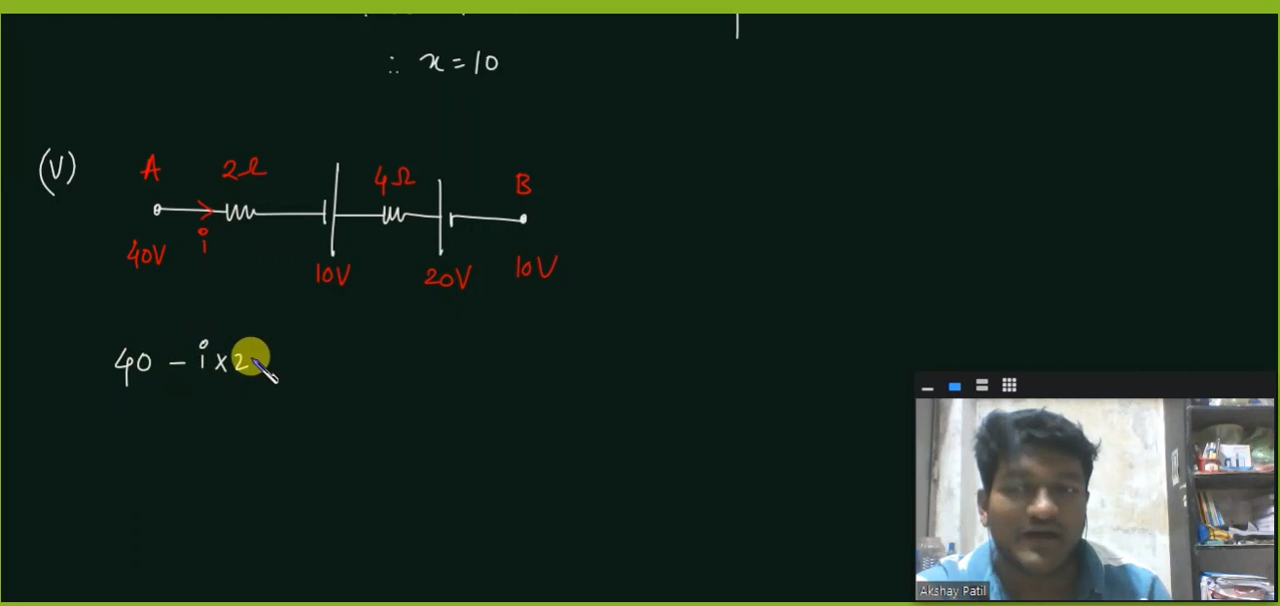 ∴ x = 10
(V)
A 2Ω 4Ω B
40V i 10V 20V 10V
40 - i × 2
Akshay Patil